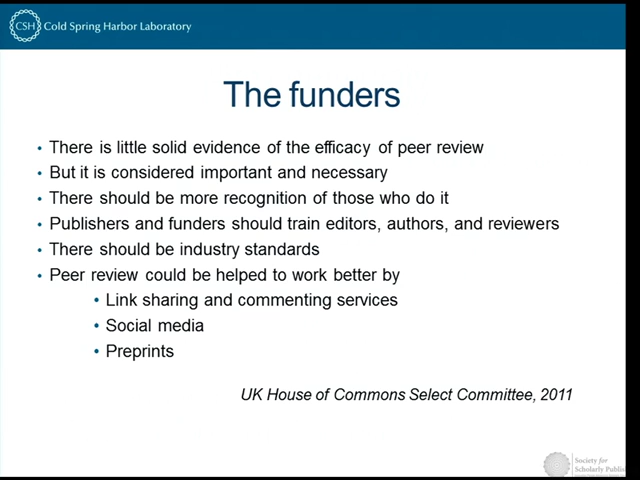 CSH Cold Spring Harbor Laboratory
The funders
• There is little solid evidence of the efficacy of peer review
• But it is considered important and necessary
• There should be more recognition of those who do it
• Publishers and funders should train editors, authors, and reviewers
• There should be industry standards
• Peer review could be helped to work better by
• Link sharing and commenting services
• Social media
• Preprints
UK House of Commons Select Committee, 2011
Society for
Scholarly Publis